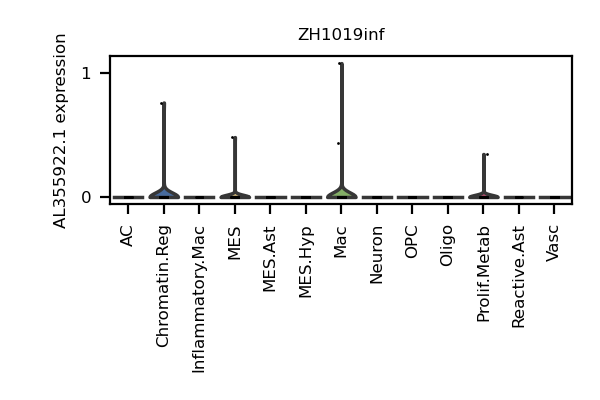 ZH1019inf
AL355922.1 expression
1
0
AC
Chromatin.Reg
Inflammatory.Mac
MES
MES.Ast
MES.Hyp
Mac
Neuron
OPC
Oligo
Prolif.Metab
Reactive.Ast
Vasc